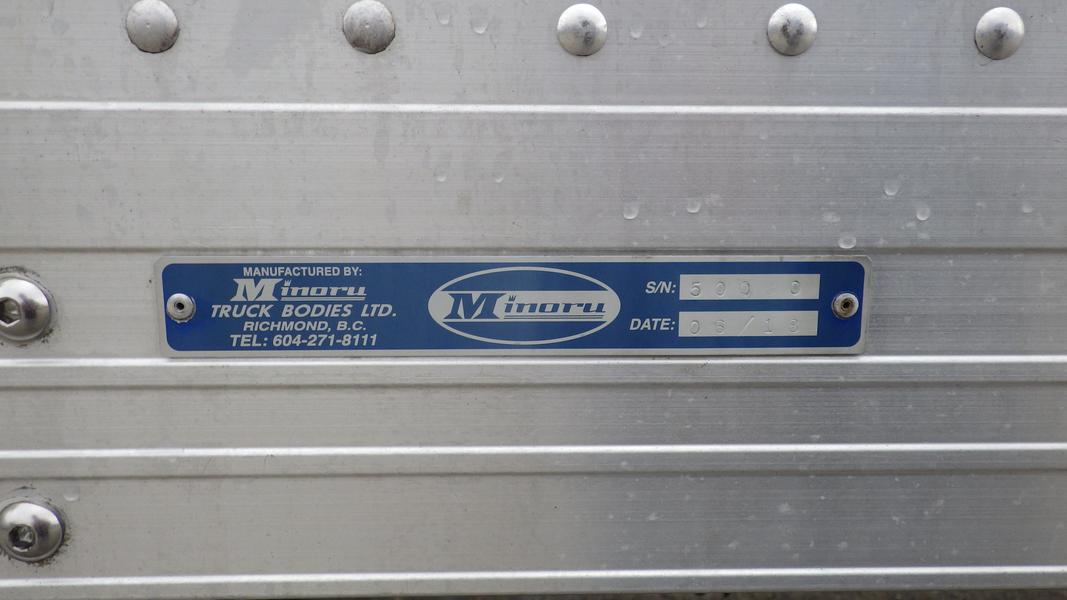 MANUFACTURED BY:
Minoru
TRUCK BODIES LTD.
RICHMOND, B.C.
TEL: 604-271-8111
Minoru
S/N:
DATE: